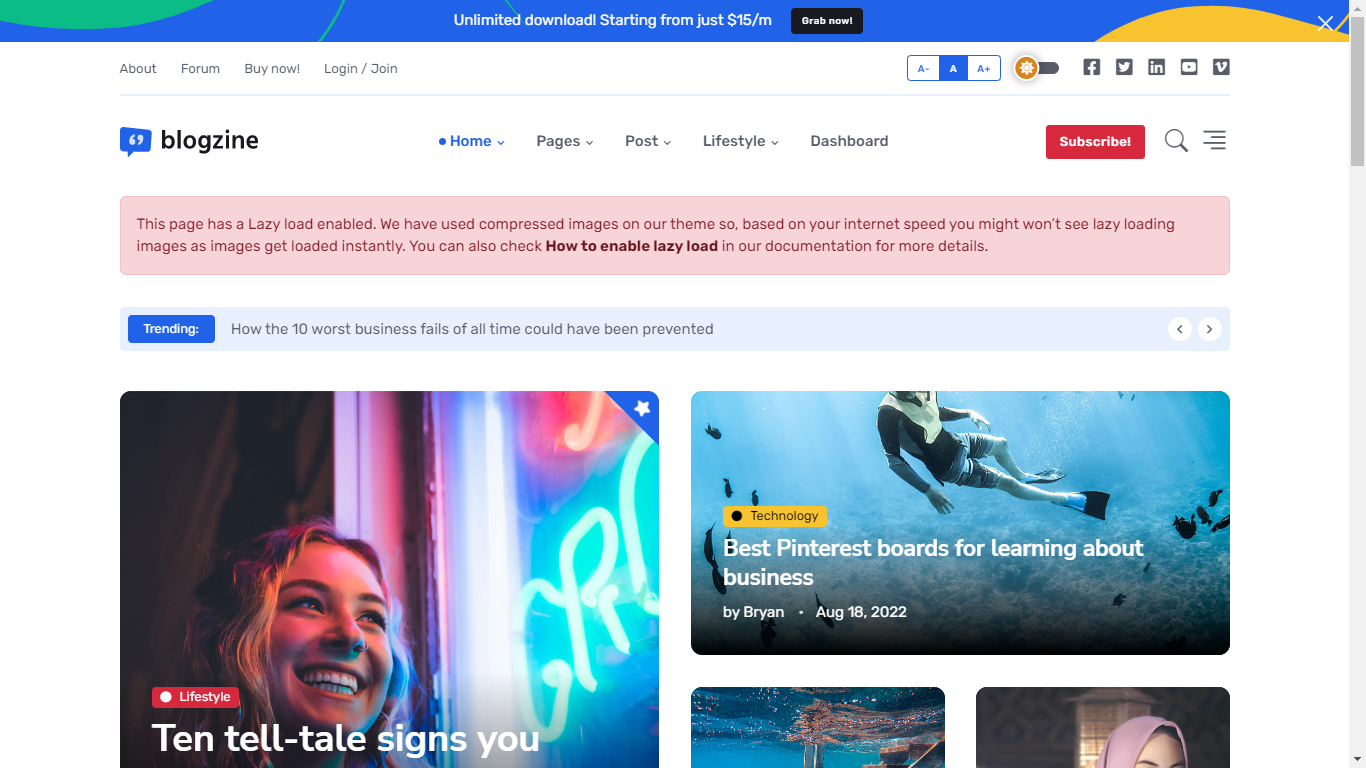 Unlimited download! Starting from just $15/m
Grab now!
About
Forum
Buy now!
Login / Join
A-
A
A+
blogzine
Home
Pages
Post
Lifestyle
Dashboard
Subscribe!
This page has a Lazy load enabled. We have used compressed images on our theme so, based on your internet speed you might won't see lazy loading
images as images get loaded instantly. You can also check How to enable lazy load in our documentation for more details.
Trending:
How the 10 worst business fails of all time could have been prevented
Lifestyle
Ten tell-tale signs you
Technology
Best Pinterest boards for learning about
business
by Bryan • Aug 18, 2022